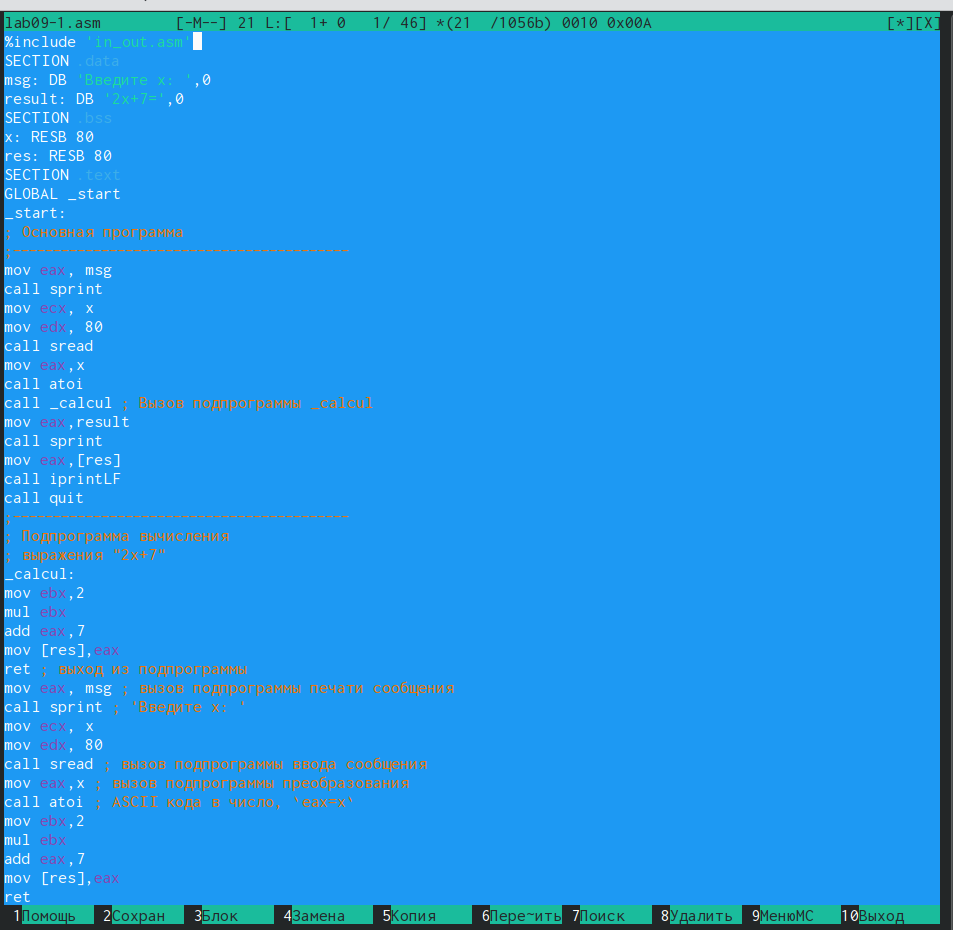 lab09-1.asm [-M--] 21 L:[ 1+ 0 1/ 46] *(21 /1056b) 0010 0x00A [*][X]
%include 'in_out.asm'
SECTION .data
msg: DB 'Введите x: ',0
result: DB '2x+7=',0
SECTION .bss
x: RESB 80
res: RESB 80
SECTION .text
GLOBAL _start
_start:
; Основная программа
;------------------------------------------
mov eax, msg
call sprint
mov ecx, x
mov edx, 80
call sread
mov eax,x
call atoi
call _calcul ; Вызов подпрограммы _calcul
mov eax,result
call sprint
mov eax,[res]
call iprintLF
call quit
;------------------------------------------
; Подпрограмма вычисления
; выражения "2x+7"
_calcul:
mov ebx,2
mul ebx
add eax,7
mov [res],eax
ret ; выход из подпрограммы
mov eax, msg ; вызов подпрограммы печати сообщения
call sprint ; 'Введите x: '
mov ecx, x
mov edx, 80
call sread ; вызов подпрограммы ввода сообщения
mov eax,x ; вызов подпрограммы преобразования
call atoi ; ASCII кода в число, `eax=x`
mov ebx,2
mul ebx
add eax,7
mov [res],eax
ret
1Помощь 2Сохран 3Блок 4Замена 5Копия 6Пере~ить 7Поиск 8Удалить 9МенюMC 10Выход